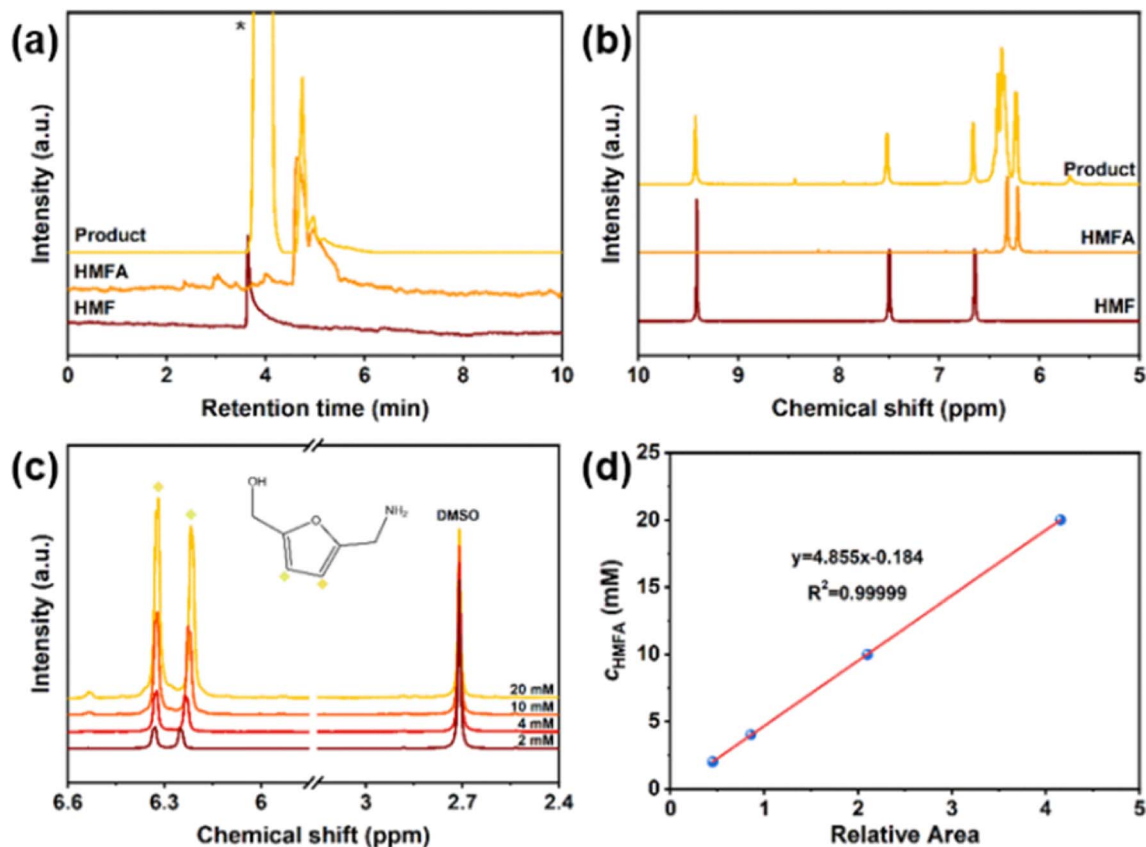 (a)
*
Product
HMFA
HMF
Intensity (a.u.)
0 2 4 6 8 10
Retention time (min)
(b)
Product
HMFA
HMF
Intensity (a.u.)
10 9 8 7 6 5
Chemical shift (ppm)
(c)
OH
O
NH₂
DMSO
20 mM
10 mM
4 mM
2 mM
Intensity (a.u.)
6.6 6.3 6 3 2.7 2.4
Chemical shift (ppm)
(d)
25
20
15
10
5
0
y=4.855x-0.184
R²=0.99999
cHMFA (mM)
0 1 2 3 4 5
Relative Area